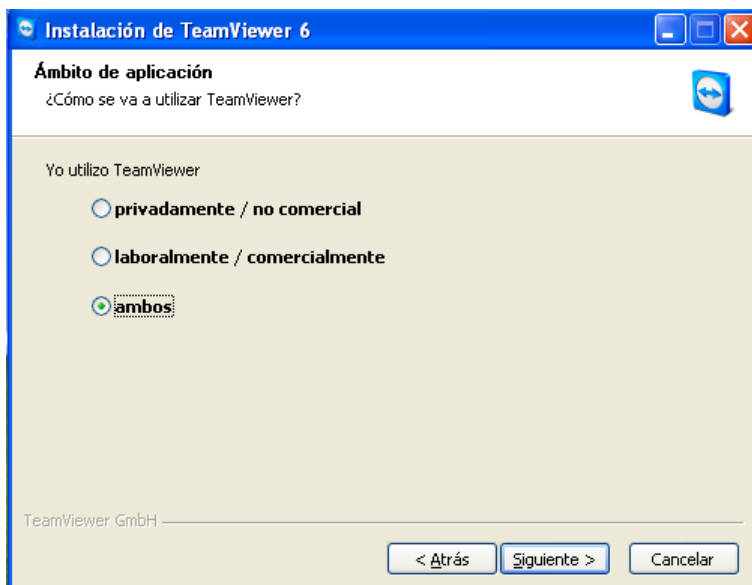 Instalación de TeamViewer 6
Ámbito de aplicación
¿Cómo se va a utilizar TeamViewer?
Yo utilizo TeamViewer
privadamente / no comercial
laboralmente / comercialmente
ambos
TeamViewer GmbH
< Atrás Siguiente > Cancelar